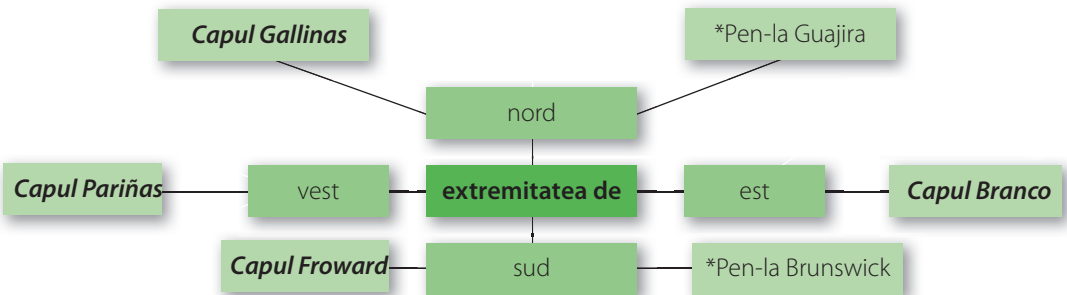 Capul Gallinas
*Pen-la Guajira
nord
Capul Pariñas
vest
extremitatea de
est
Capul Branco
Capul Froward
sud
*Pen-la Brunswick